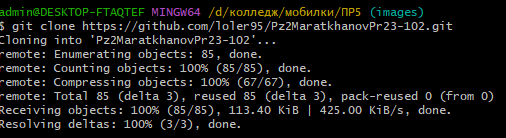 admin@DESKTOP-FTAQTEF MINGW64 /d/колледж/мобилки/ПР5 (images)
$ git clone https://github.com/loler95/Pz2MaratkhanovPr23-102.git
Cloning into 'Pz2MaratkhanovPr23-102'...
remote: Enumerating objects: 85, done.
remote: Counting objects: 100% (85/85), done.
remote: Compressing objects: 100% (67/67), done.
remote: Total 85 (delta 3), reused 85 (delta 3), pack-reused 0 (from 0)
Receiving objects: 100% (85/85), 113.40 KiB | 425.00 KiB/s, done.
Resolving deltas: 100% (3/3), done.